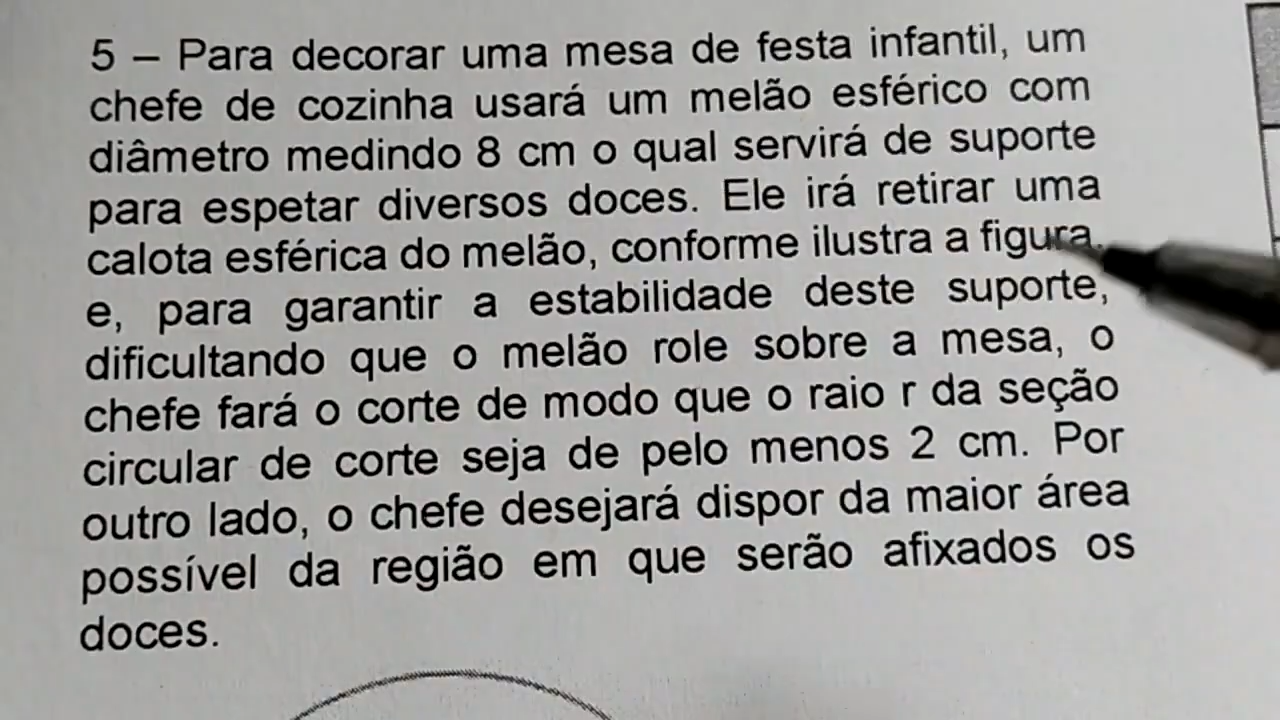 5 – Para decorar uma mesa de festa infantil, um
chefe de cozinha usará um melão esférico com
diâmetro medindo 8 cm o qual servirá de suporte
para espetar diversos doces. Ele irá retirar uma
calota esférica do melão, conforme ilustra a figura,
e, para garantir a estabilidade deste suporte,
dificultando que o melão role sobre a mesa, o
chefe fará o corte de modo que o raio r da seção
circular de corte seja de pelo menos 2 cm. Por
outro lado, o chefe desejará dispor da maior área
possível da região em que serão afixados os
doces.